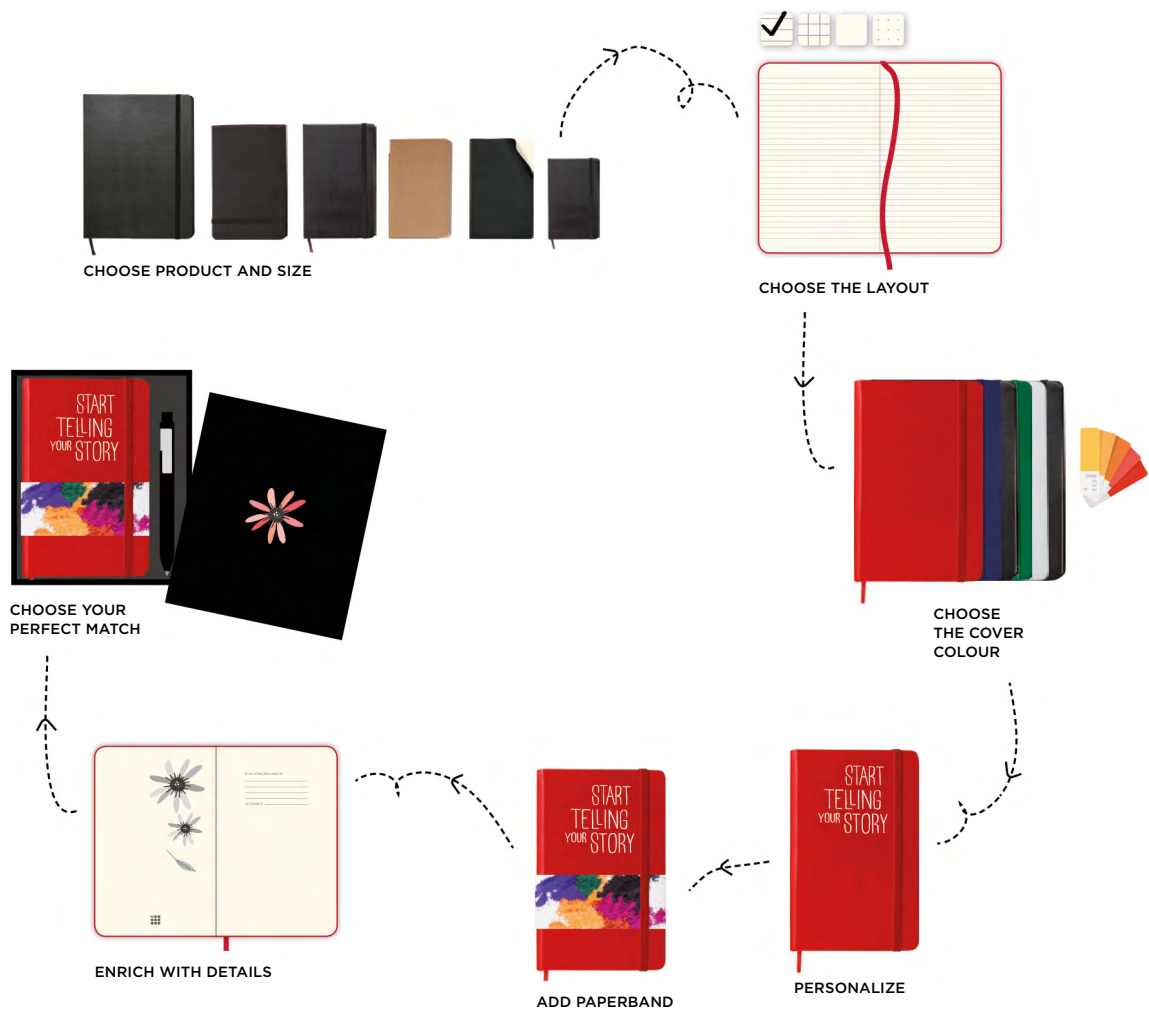 CHOOSE PRODUCT AND SIZE
CHOOSE THE LAYOUT
CHOOSE
THE COVER
COLOUR
START
TELLING
YOUR STORY
PERSONALIZE
START
TELLING
YOUR STORY
ADD PAPERBAND
ENRICH WITH DETAILS
START
TELLING
YOUR STORY
CHOOSE YOUR
PERFECT MATCH